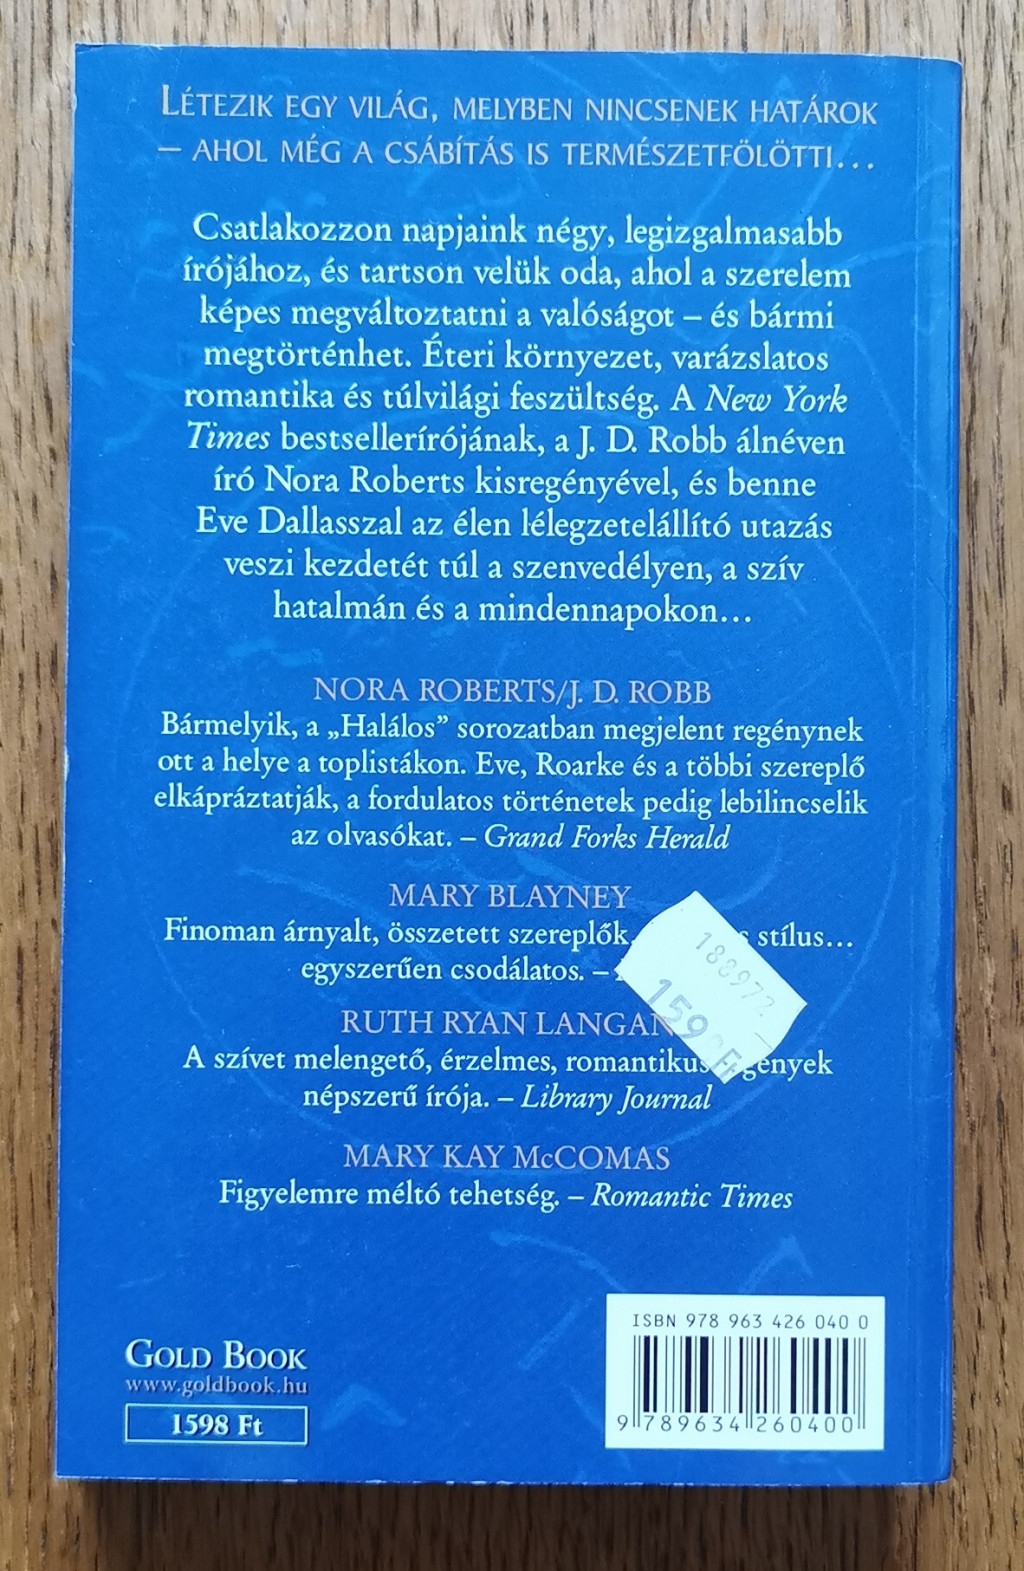 LÉTEZIK EGY VILÁG, MELYBEN NINCSENEK HATÁROK
– AHOL MÉG A CSÁBÍTÁS IS TERMÉSZETFÖLÖTTI...
Csatlakozzon napjaink négy, legizgalmasabb
írójához, és tartson velük oda, ahol a szerelem
képes megváltoztatni a valóságot – és bármi
megtörténhet. Éteri környezet, varázslatos
romantika és túlvilági feszültség. A New York
Times bestsellerírójának, a J. D. Robb álnéven
író Nora Roberts kisregényével, és benne
Eve Dallasszal az élen lélegzetelállító utazás
veszi kezdetét túl a szenvedélyen, a szív
hatalmán és a mindennapokon...
NORA ROBERTS/J. D. ROBB
Bármelyik, a „Halálos” sorozatban megjelent regénynek
ott a helye a toplistákon. Eve, Roarke és a többi szereplő
elkápráztatják, a fordulatos történetek pedig lebilincselik
az olvasókat. – Grand Forks Herald
MARY BLAYNEY
Finoman árnyalt, összetett szereplők, stílus...
egyszerűen csodálatos. –
RUTH RYAN LANGAN
A szívet melengető, érzelmes, romantikus
népszerű írója. – Library Journal
MARY KAY McCOMAS
Figyelemre méltó tehetség. – Romantic Times
GOLD BOOK
www.goldbook.hu
1598 Ft
ISBN 978 963 426 040 0
9 789634 260400